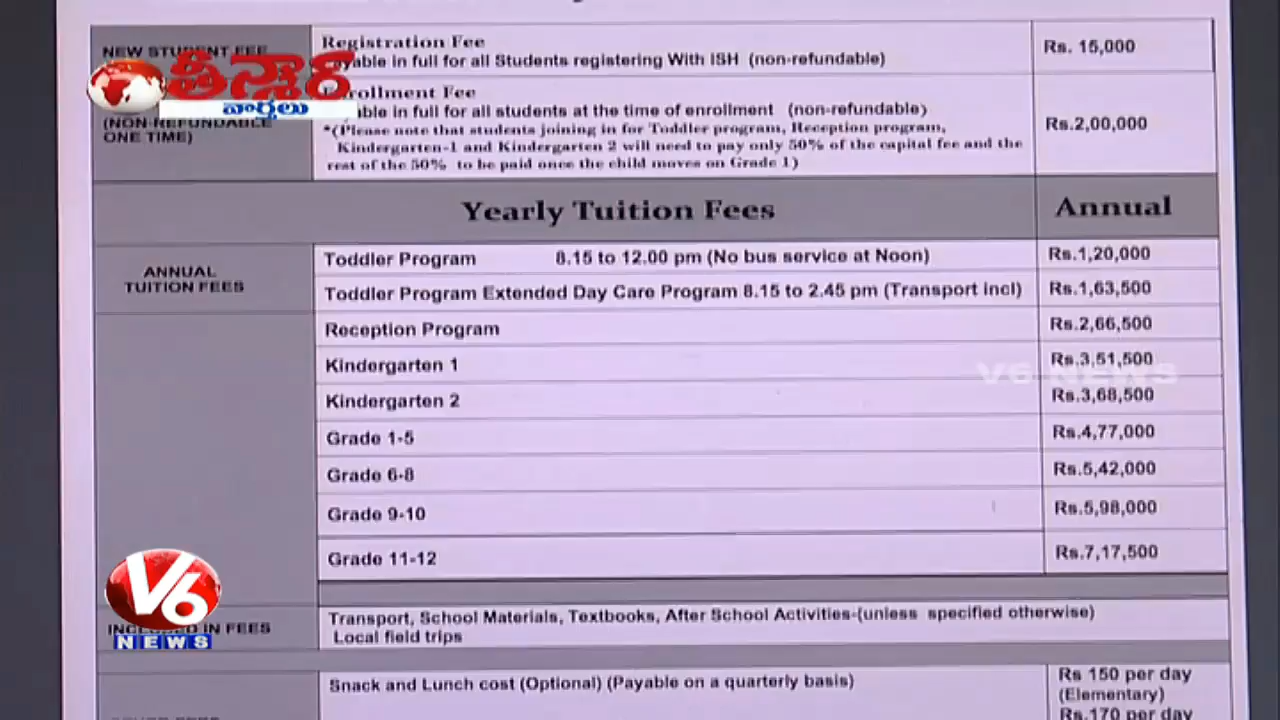 NEW STUDENT FEE
Registration Fee
Payable in full for all Students registering With ISH (non-refundable)
Rs. 15,000
తీన్మార్
వార్తలు
Enrollment Fee
able in full for all students at the time of enrollment (non-refundable)
*(Please note that students joining in for Toddler program, Reception program,
Kindergarten-1 and Kindergarten 2 will need to pay only 50% of the capital fee and the
rest of the 50% to be paid once the child moves on Grade 1)
Rs.2,00,000
(NON-REFUNDABLE
ONE TIME)
Yearly Tuition Fees
Annual
ANNUAL
TUITION FEES
Toddler Program 8.15 to 12.00 pm (No bus service at Noon)
Rs.1,20,000
Toddler Program Extended Day Care Program 8.15 to 2.45 pm (Transport incl)
Rs.1,63,500
Reception Program
Rs.2,66,500
Kindergarten 1
Rs.3,51,500
V6 NEWS
Kindergarten 2
Rs.3,68,500
Grade 1-5
Rs.4,77,000
Grade 6-8
Rs.5,42,000
Grade 9-10
Rs.5,98,000
Grade 11-12
Rs.7,17,500
V6
NEWS
INCLUDED IN FEES
Transport, School Materials, Textbooks, After School Activities-(unless specified otherwise)
Local field trips
Snack and Lunch cost (Optional) (Payable on a quarterly basis)
Rs 150 per day
(Elementary)
Rs.170 per day